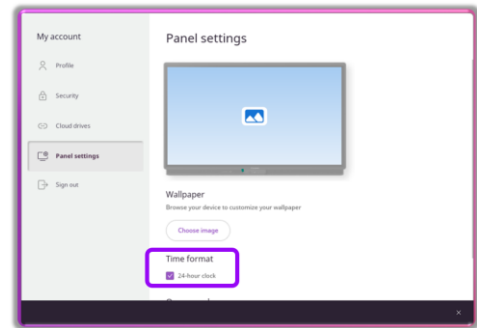 My account
Profile
Security
Cloud drives
Panel settings
Sign out
Panel settings
Wallpaper
Browse your device to customize your wallpaper
Choose image
Time format
24-hour clock